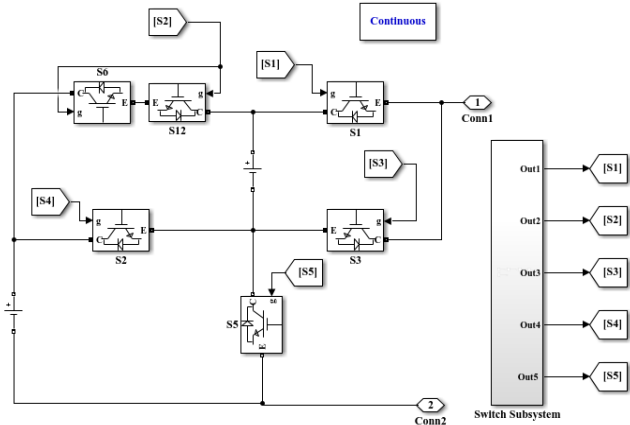 [S2]
Continuous
[S1]
S6
C
g
E
E
g
C
S12
g
C
E
S1
1
Conn1
+
[S3]
[S4]
g
C
E
S2
E
g
C
S3
[S5]
+
C
g
S5
E
2
Conn2
Out1
[S1]
Out2
[S2]
Out3
[S3]
Out4
[S4]
Out5
[S5]
Switch Subsystem